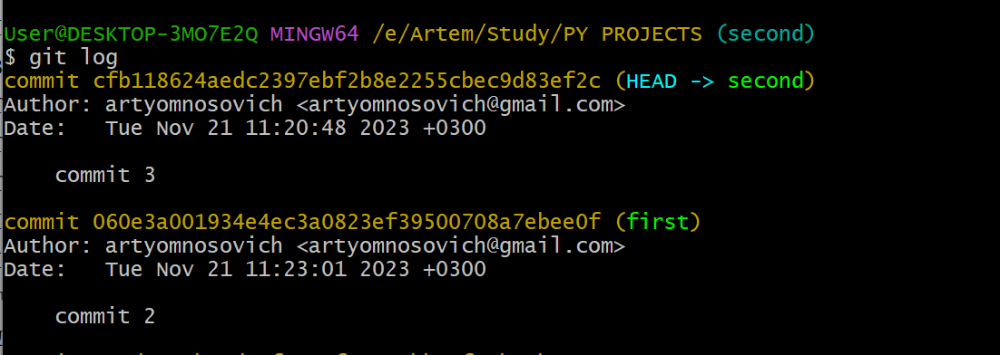 User@DESKTOP-3MO7E2Q MINGW64 /e/Artem/Study/PY PROJECTS (second)
$ git log
commit cfb118624aedc2397ebf2b8e2255cbec9d83ef2c (HEAD -> second)
Author: artyomnosovich <artyomnosovich@gmail.com>
Date:   Tue Nov 21 11:20:48 2023 +0300
commit 3
commit 060e3a001934e4ec3a0823ef39500708a7ebee0f (first)
Author: artyomnosovich <artyomnosovich@gmail.com>
Date:   Tue Nov 21 11:23:01 2023 +0300
commit 2